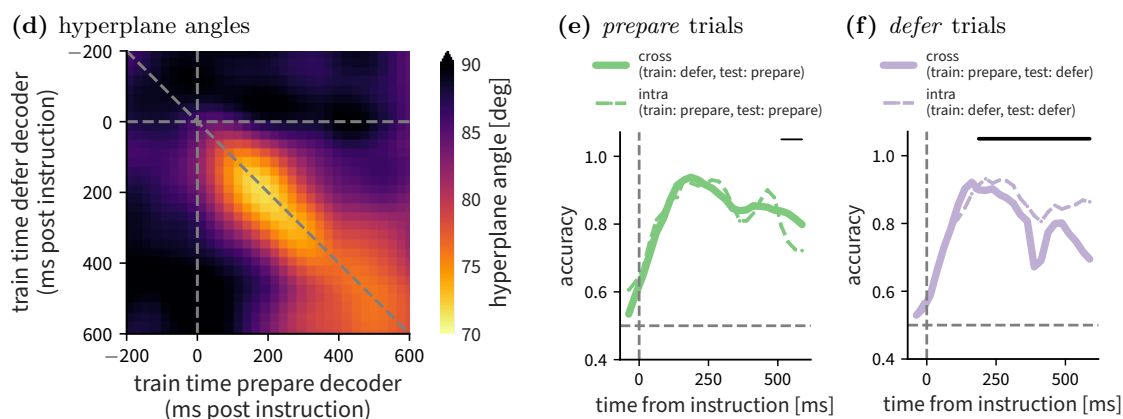 (d) hyperplane angles
−200
0
200
400
600
−200
0
200
400
600
train time defer decoder
(ms post instruction)
train time prepare decoder
(ms post instruction)
90
85
80
75
70
hyperplane angle [deg]
(e) prepare trials
cross
(train: defer, test: prepare)
intra
(train: prepare, test: prepare)
1.0
0.8
0.6
0.4
accuracy
0
250
500
time from instruction [ms]
(f) defer trials
cross
(train: prepare, test: defer)
intra
(train: defer, test: defer)
1.0
0.8
0.6
0.4
accuracy
0
250
500
time from instruction [ms]